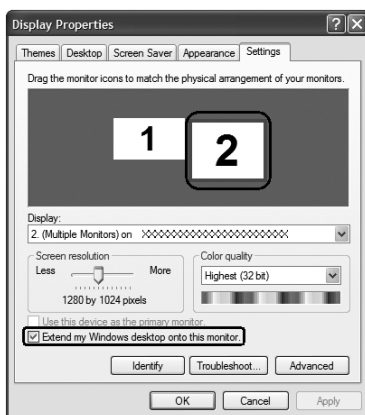 Display Properties
Themes Desktop Screen Saver Appearance Settings
Drag the monitor icons to match the physical arrangement of your monitors.
1
2
Display:
2. (Multiple Monitors) on XXXXXXXXXXXXXXXXXXXXXXX
Screen resolution
Color quality
Less More
Highest (32 bit)
1280 by 1024 pixels
Use this device as the primary monitor.
Extend my Windows desktop onto this monitor.
Identify Troubleshoot... Advanced
OK Cancel Apply